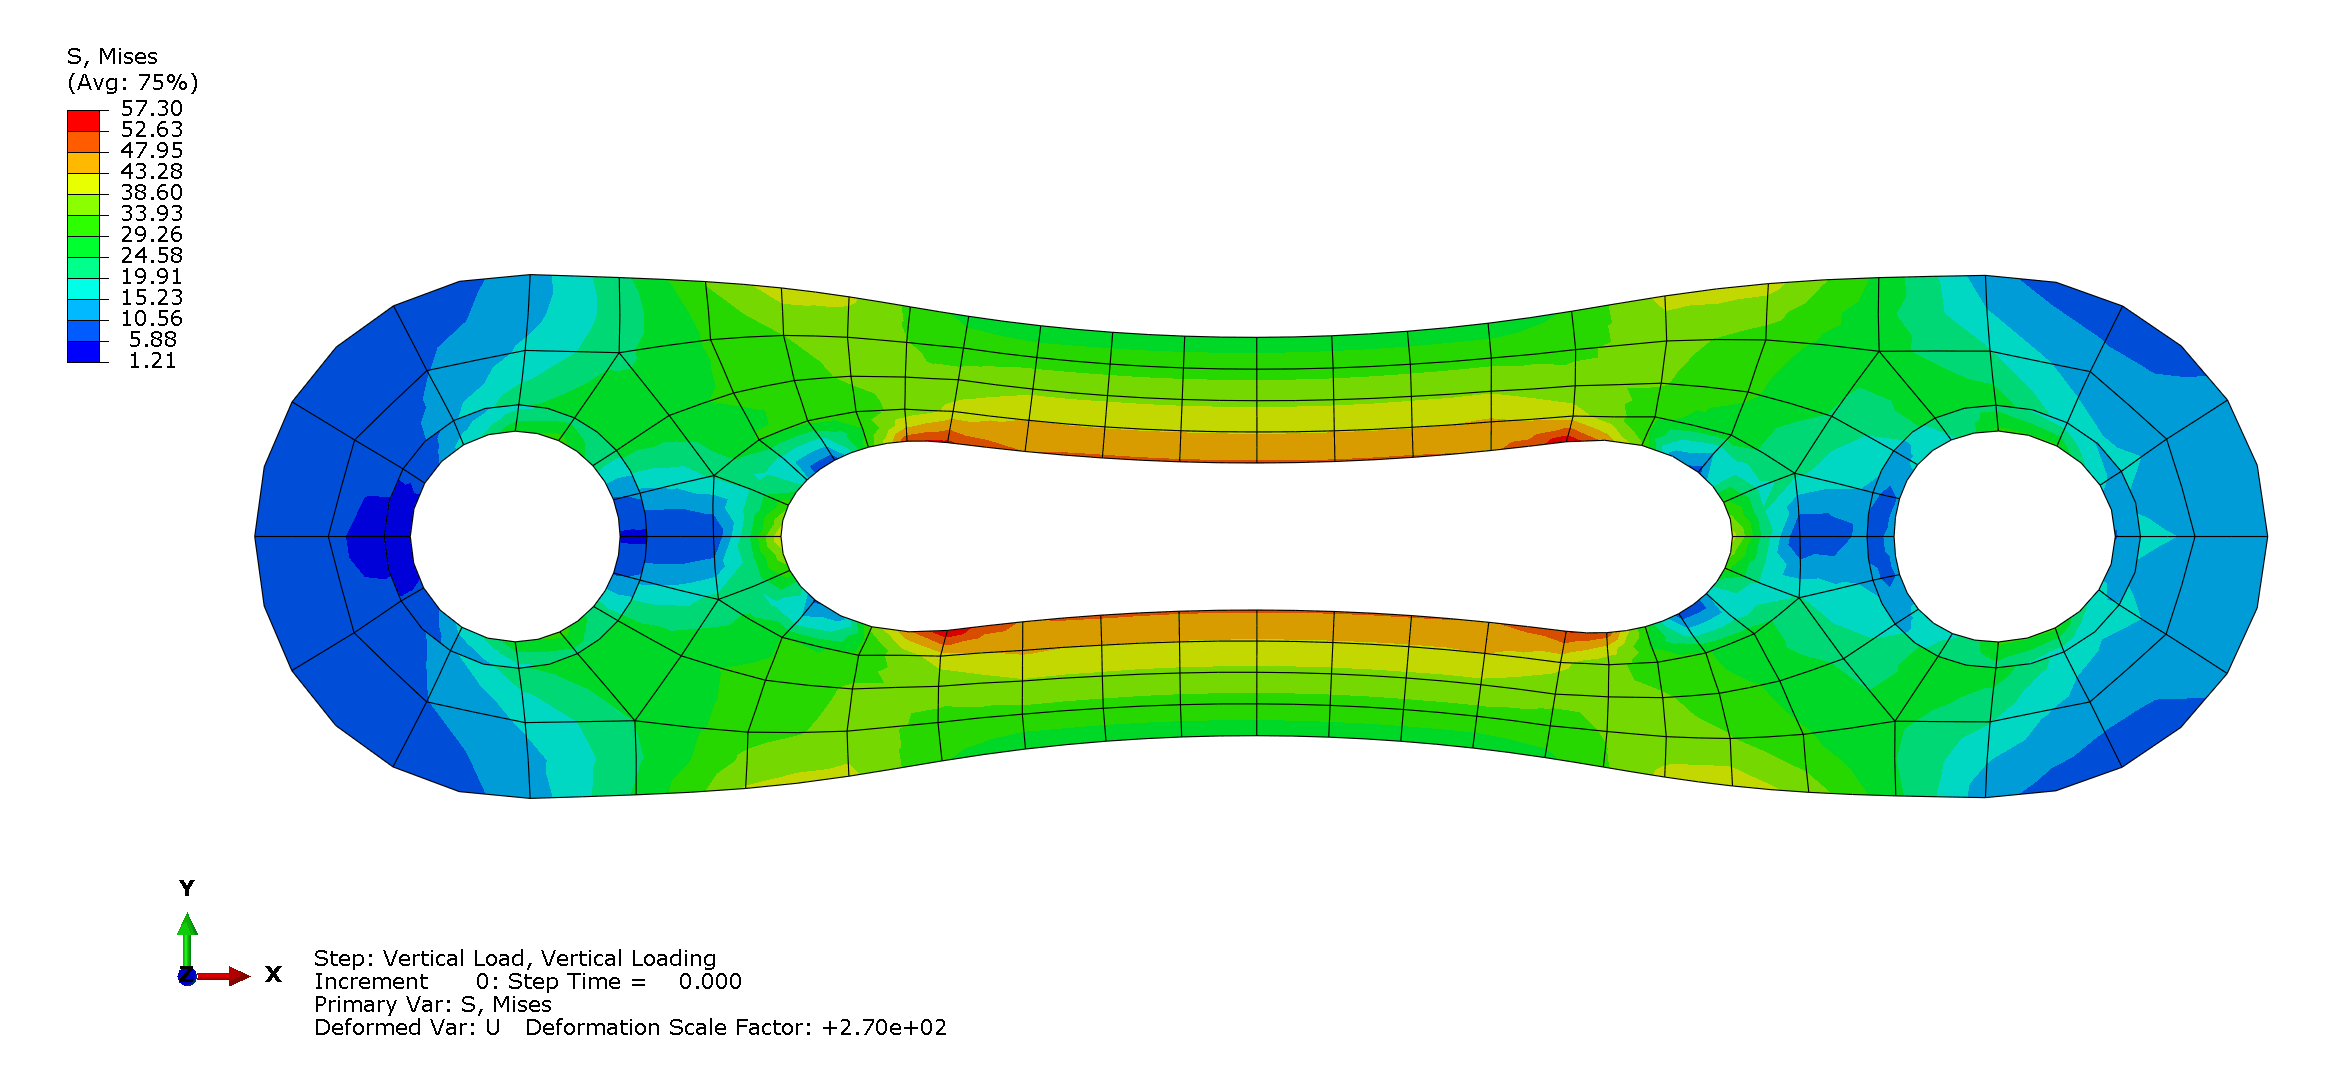 S, Mises
(Avg: 75%)
57.30
52.63
47.95
43.28
38.60
33.93
29.26
24.58
19.91
15.23
10.56
5.88
1.21
Y
Z
X
Step: Vertical Load, Vertical Loading
Increment 0: Step Time = 0.000
Primary Var: S, Mises
Deformed Var: U Deformation Scale Factor: +2.70e+02